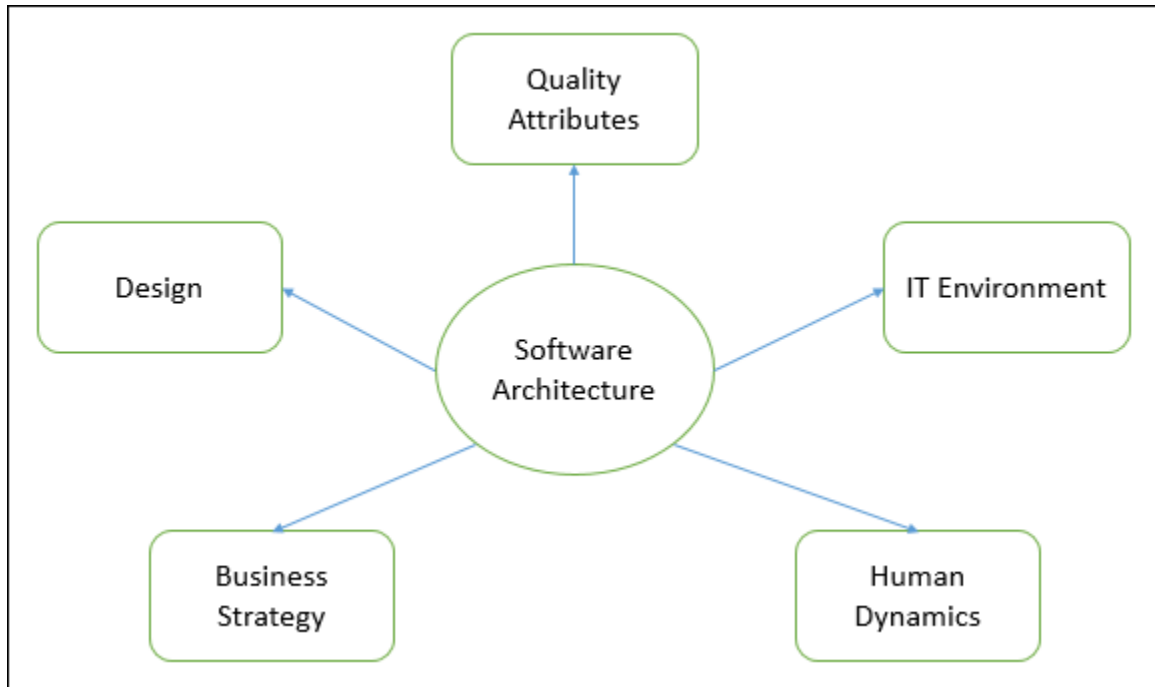 Quality
Attributes
Design
IT Environment
Software
Architecture
Business
Strategy
Human
Dynamics